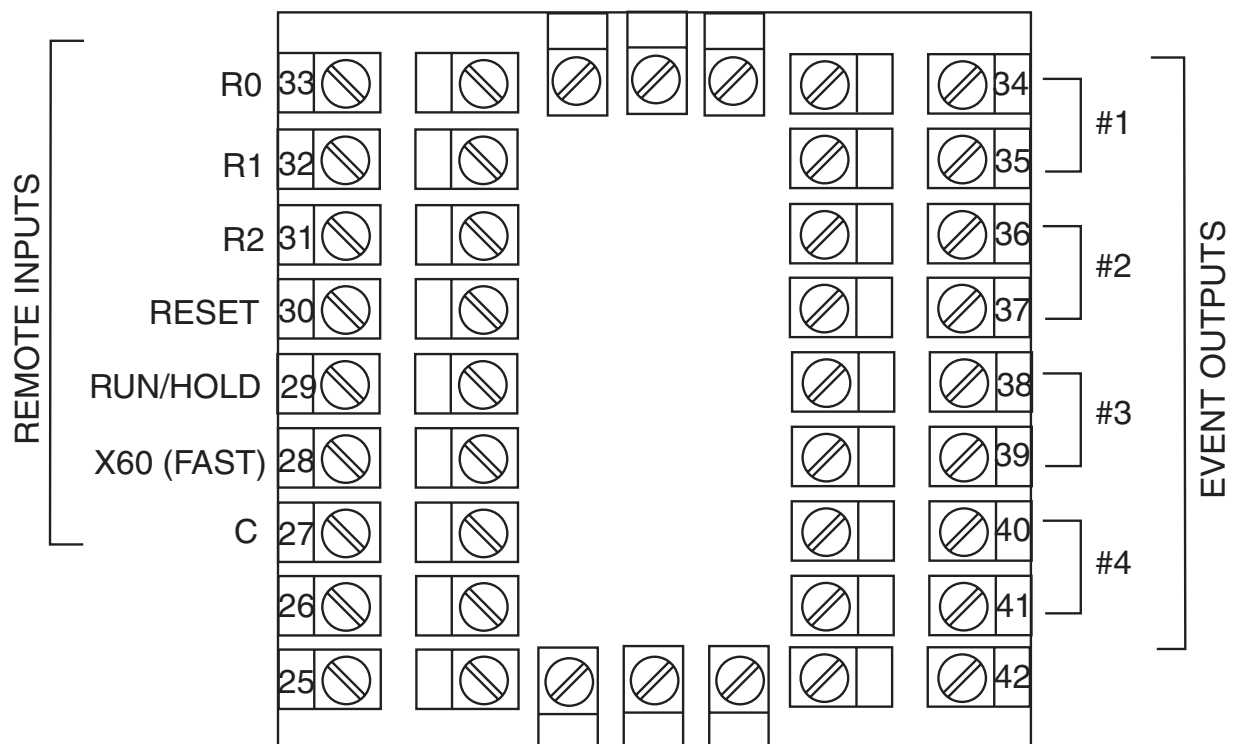 REMOTE INPUTS
R0 33
R1 32
R2 31
RESET 30
RUN/HOLD 29
X60 (FAST) 28
C 27
26
25
34
35
#1
36
37
#2
38
39
#3
40
41
#4
42
EVENT OUTPUTS